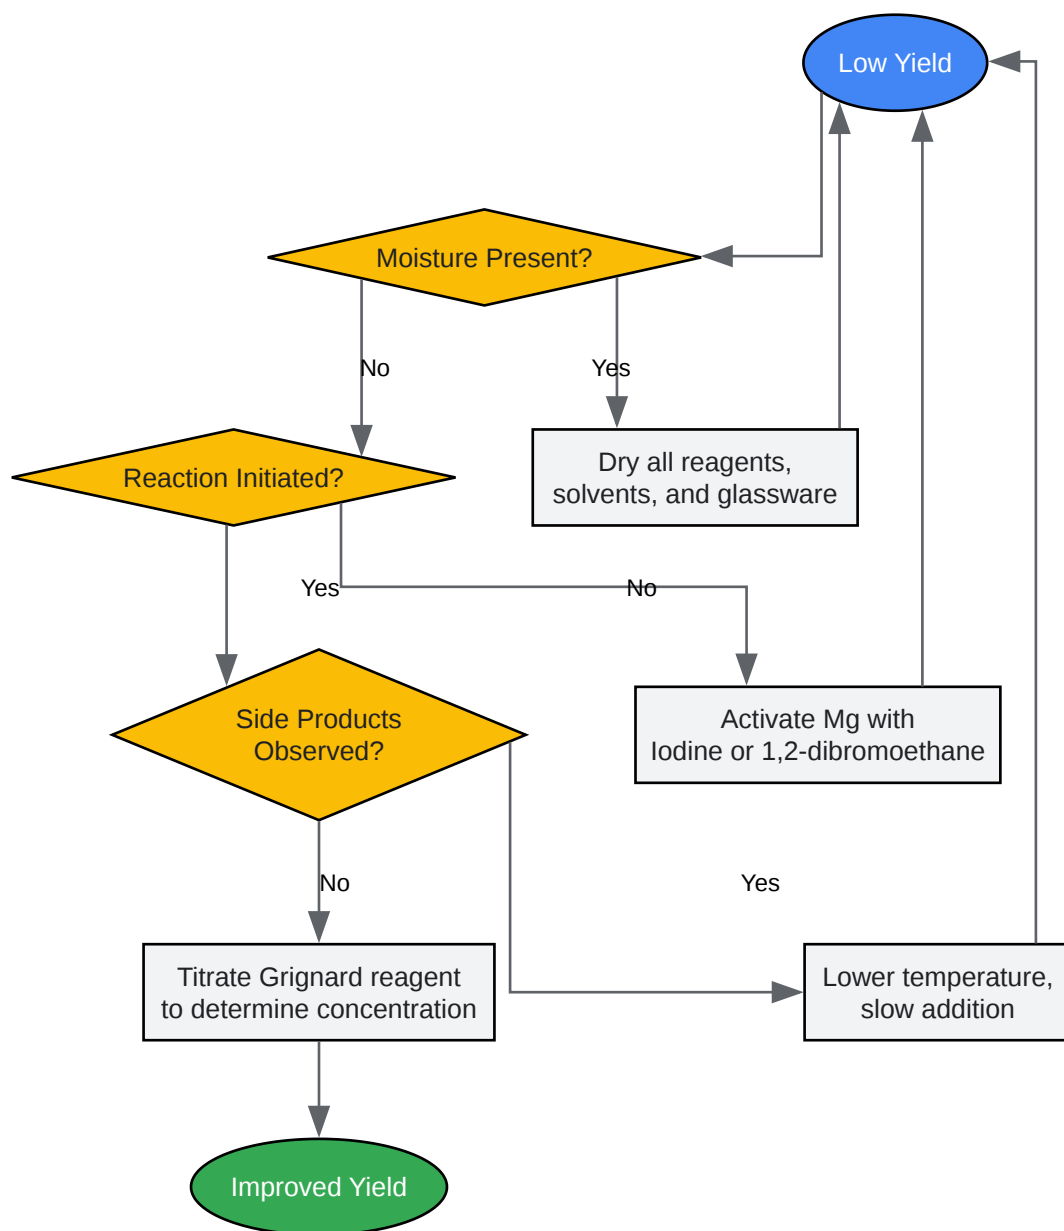 Low Yield
Moisture Present?
No
Yes
Reaction Initiated?
Dry all reagents,
solvents, and glassware
Yes
No
Side Products
Observed?
Activate Mg with
Iodine or 1,2-dibromoethane
No
Yes
Titrate Grignard reagent
to determine concentration
Lower temperature,
slow addition
Improved Yield